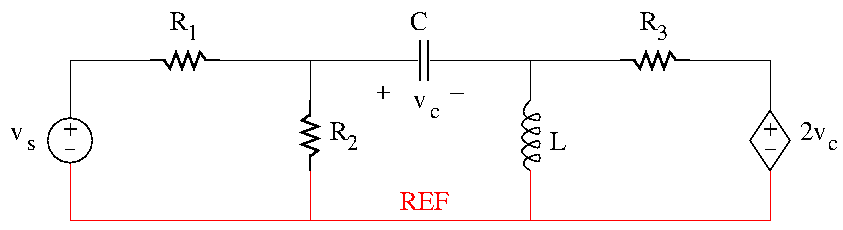 R1 C R3
+ vc −
vs + − R2 L + − 2vc
REF